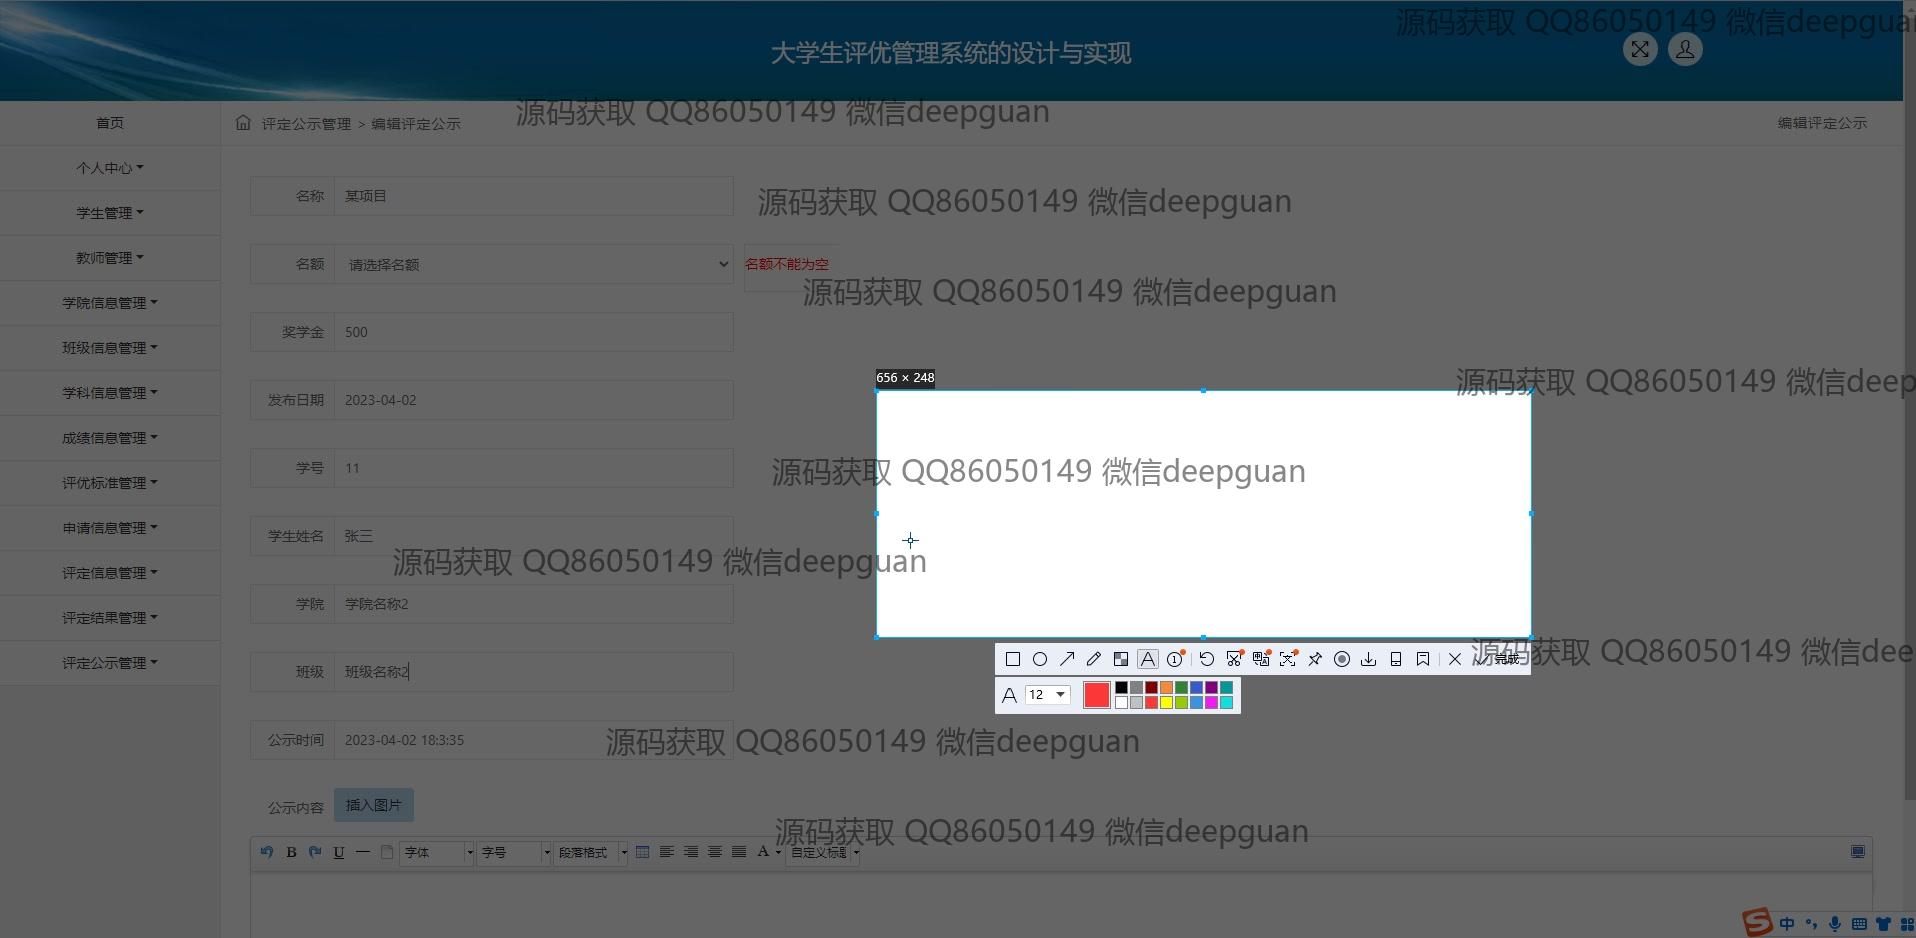 源码获取 QQ86050149 微信deepguan
大学生评优管理系统的设计与实现
源码获取 QQ86050149 微信deepguan
首页
评定公示管理 > 编辑评定公示
编辑评定公示
个人中心
学生管理
教师管理
学院信息管理
班级信息管理
学科信息管理
成绩信息管理
评优标准管理
申请信息管理
评定信息管理
评定结果管理
评定公示管理
名称 某项目
源码获取 QQ86050149 微信deepguan
名额 请选择名额 名额不能为空
源码获取 QQ86050149 微信deepguan
奖学金 500
656 × 248
源码获取 QQ86050149 微信deep
发布日期 2023-04-02
学号 11
源码获取 QQ86050149 微信deepguan
学生姓名 张三
源码获取 QQ86050149 微信deepguan
学院 学院名称2
源码获取 QQ86050149 微信dee
完成
班级 班级名称2
A 12
公示时间 2023-04-02 18:3:35
源码获取 QQ86050149 微信deepguan
公示内容 插入图片
源码获取 QQ86050149 微信deepguan
B U 字体 字号 段落格式 A 自定义标题
S 中